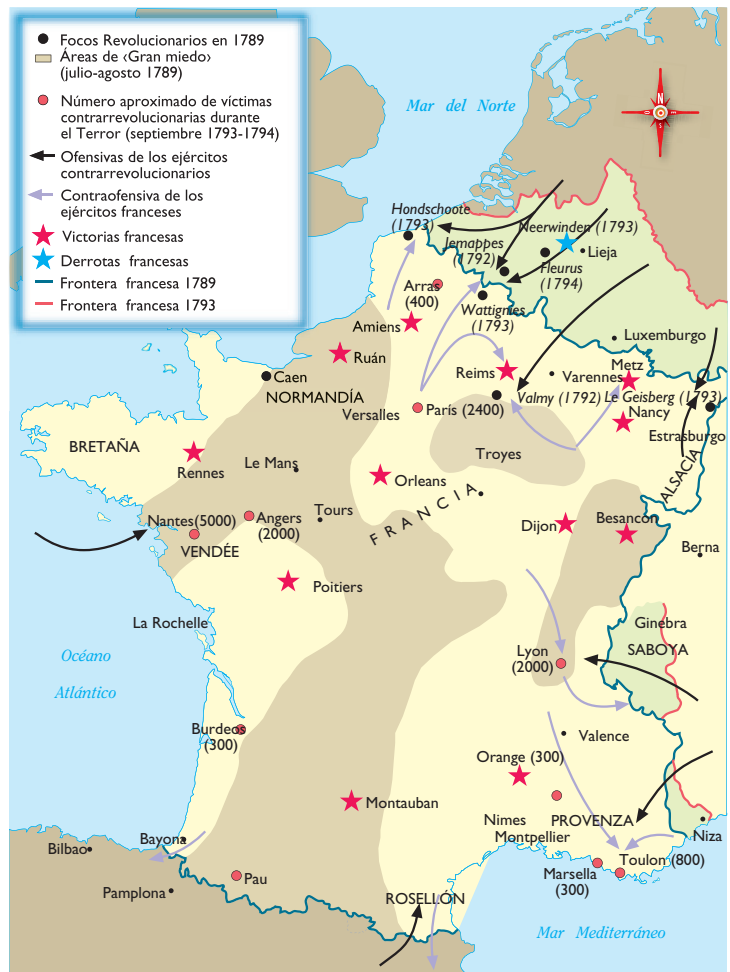 Focos Revolucionarios en 1789
Áreas de ‹Gran miedo›
(julio-agosto 1789)
Número aproximado de víctimas
contrarrevolucionarias durante
el Terror (septiembre 1793-1794)
Ofensivas de los ejércitos
contrarrevolucionarios
Contraofensiva de los
ejércitos franceses
Victorias francesas
Derrotas francesas
Frontera francesa 1789
Frontera francesa 1793
Mar del Norte
N
S
Hondschoote
(1793)
Neerwinden (1793)
Jemappes
(1792)
Lieja
Fleurus
(1794)
Arras
(400)
Wattignies
(1793)
Amiens
Luxemburgo
Ruán
Reims
Varennes
Metz
Caen
NORMANDÍA
Versalles
París (2400)
Valmy (1792)
Le Geisberg (1793)
Nancy
Estrasburgo
BRETAÑA
Rennes
Le Mans
Troyes
ALSACIA
Orleans
FRANCIA
Nantes(5000)
Angers
(2000)
Tours
VENDÉE
Dijon
Besancón
Berna
Poitiers
La Rochelle
Ginebra
SABOYA
Océano
Atlántico
Lyon
(2000)
Burdeos
(300)
Valence
Orange (300)
Montauban
Nimes
PROVENZA
Montpellier
Niza
Bayona
Bilbao
Pamplona
Pau
Marsella
(300)
Toulon (800)
ROSELLÓN
Mar Mediterráneo